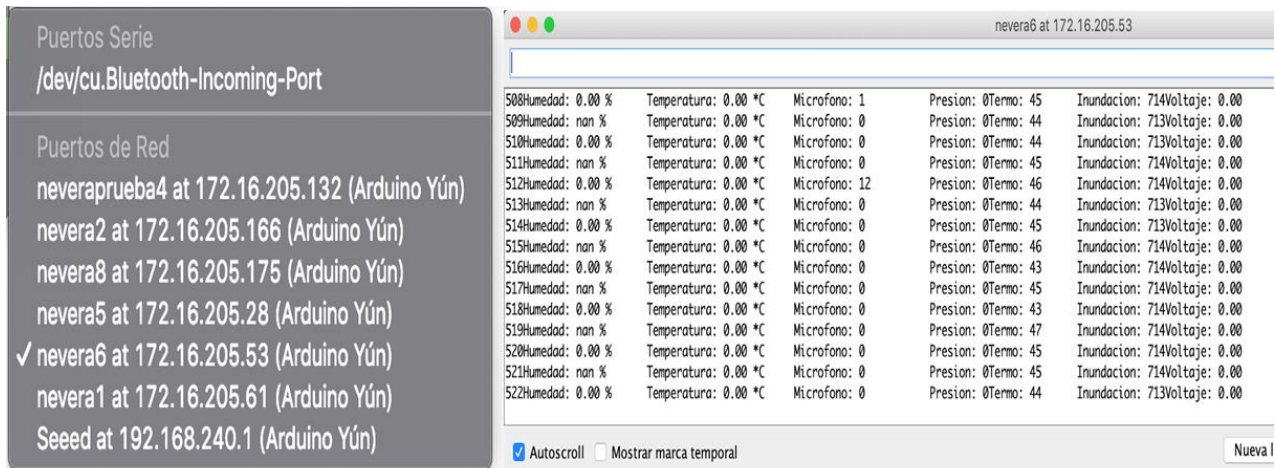 Puertos Serie
/dev/cu.Bluetooth-Incoming-Port
Puertos de Red
neveraprueba4 at 172.16.205.132 (Arduino Yún)
nevera2 at 172.16.205.166 (Arduino Yún)
nevera8 at 172.16.205.175 (Arduino Yún)
nevera5 at 172.16.205.28 (Arduino Yún)
✓ nevera6 at 172.16.205.53 (Arduino Yún)
nevera1 at 172.16.205.61 (Arduino Yún)
Seeed at 192.168.240.1 (Arduino Yún)
nevera6 at 172.16.205.53
508Humedad: 0.00 % Temperatura: 0.00 *C Microfono: 1 Presion: 0Termo: 45 Inundacion: 714Voltaje: 0.00
509Humedad: nan % Temperatura: 0.00 *C Microfono: 0 Presion: 0Termo: 44 Inundacion: 713Voltaje: 0.00
510Humedad: 0.00 % Temperatura: 0.00 *C Microfono: 0 Presion: 0Termo: 44 Inundacion: 713Voltaje: 0.00
511Humedad: nan % Temperatura: 0.00 *C Microfono: 0 Presion: 0Termo: 45 Inundacion: 714Voltaje: 0.00
512Humedad: 0.00 % Temperatura: 0.00 *C Microfono: 12 Presion: 0Termo: 46 Inundacion: 714Voltaje: 0.00
513Humedad: nan % Temperatura: 0.00 *C Microfono: 0 Presion: 0Termo: 44 Inundacion: 713Voltaje: 0.00
514Humedad: 0.00 % Temperatura: 0.00 *C Microfono: 0 Presion: 0Termo: 45 Inundacion: 713Voltaje: 0.00
515Humedad: nan % Temperatura: 0.00 *C Microfono: 0 Presion: 0Termo: 46 Inundacion: 714Voltaje: 0.00
516Humedad: 0.00 % Temperatura: 0.00 *C Microfono: 0 Presion: 0Termo: 43 Inundacion: 714Voltaje: 0.00
517Humedad: nan % Temperatura: 0.00 *C Microfono: 0 Presion: 0Termo: 45 Inundacion: 714Voltaje: 0.00
518Humedad: 0.00 % Temperatura: 0.00 *C Microfono: 0 Presion: 0Termo: 43 Inundacion: 714Voltaje: 0.00
519Humedad: nan % Temperatura: 0.00 *C Microfono: 0 Presion: 0Termo: 47 Inundacion: 714Voltaje: 0.00
520Humedad: 0.00 % Temperatura: 0.00 *C Microfono: 0 Presion: 0Termo: 45 Inundacion: 714Voltaje: 0.00
521Humedad: nan % Temperatura: 0.00 *C Microfono: 0 Presion: 0Termo: 45 Inundacion: 714Voltaje: 0.00
522Humedad: 0.00 % Temperatura: 0.00 *C Microfono: 0 Presion: 0Termo: 44 Inundacion: 713Voltaje: 0.00
Autoscroll Mostrar marca temporal Nueva l